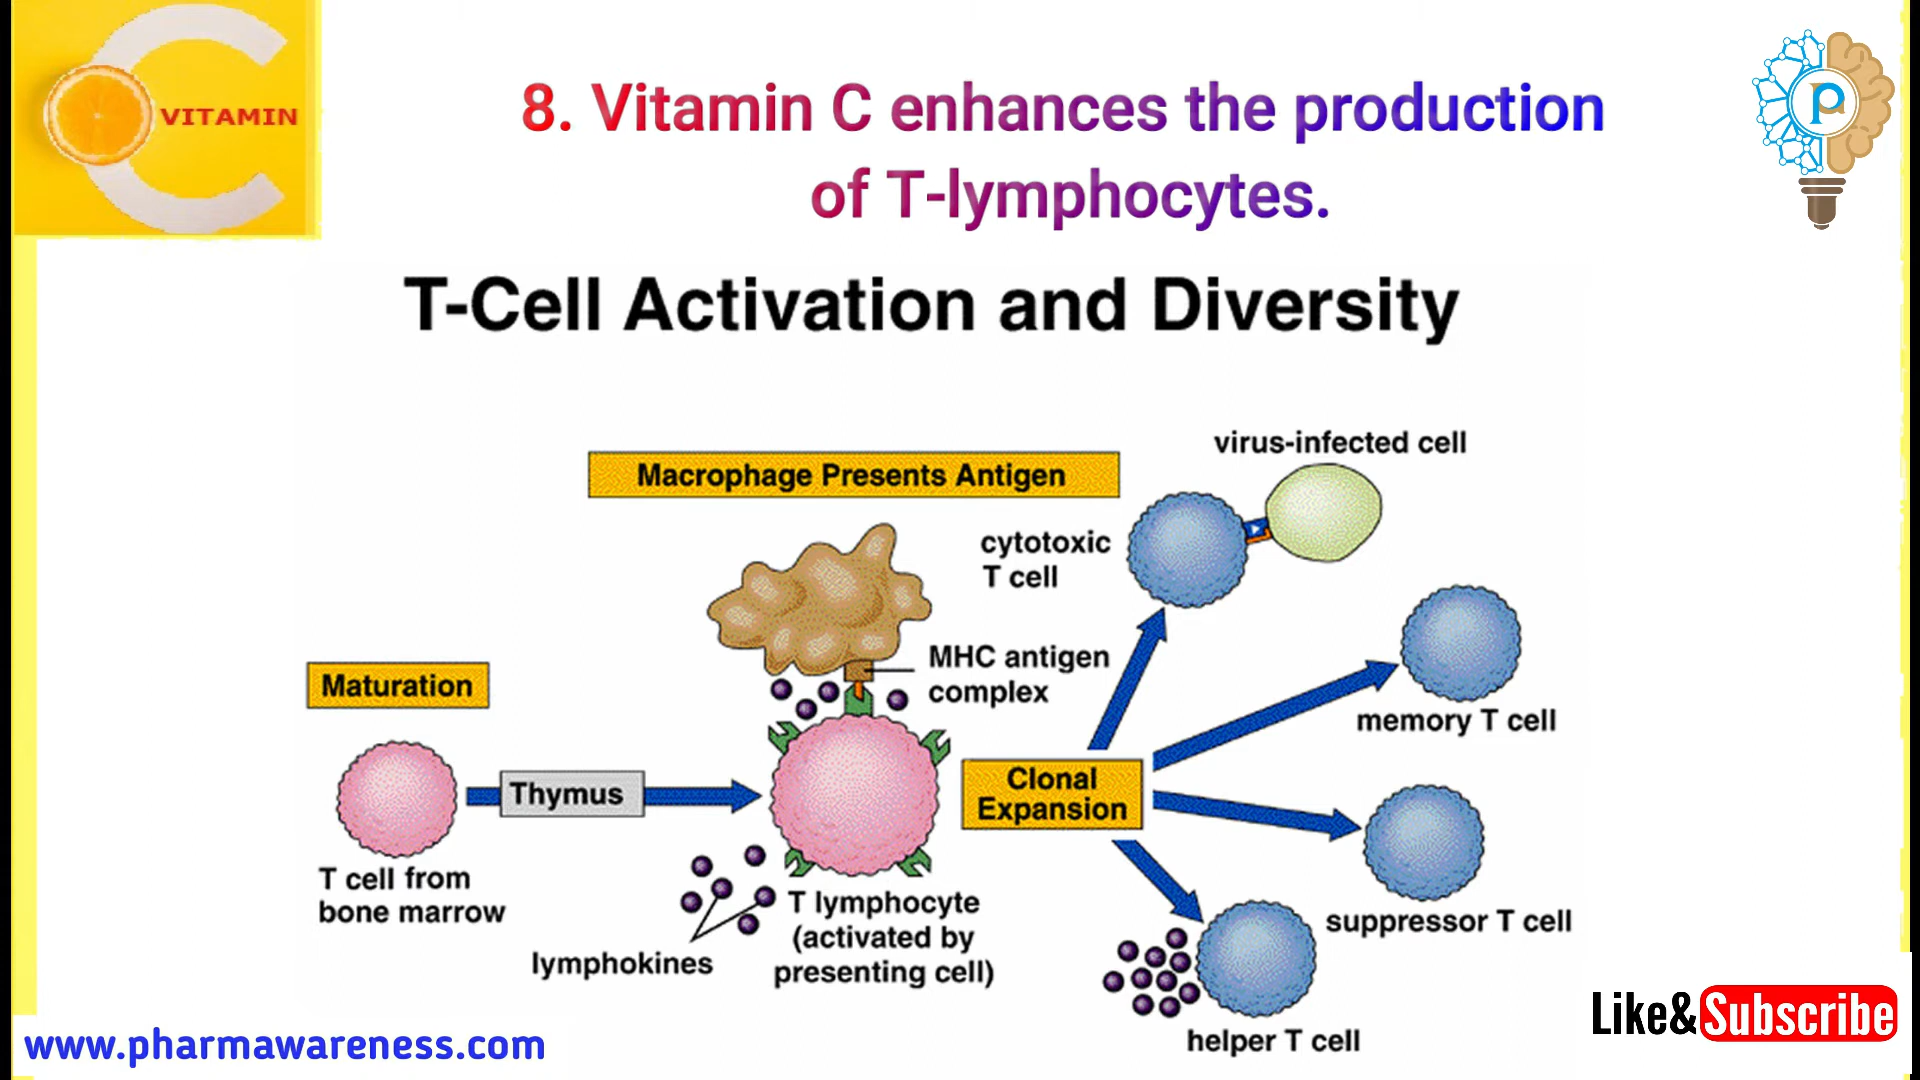 VITAMIN
8. Vitamin C enhances the production
of T-lymphocytes.
T-Cell Activation and Diversity
virus-infected cell
Macrophage Presents Antigen
cytotoxic
T cell
MHC antigen
complex
Maturation
memory T cell
Clonal
Expansion
Thymus
T cell from
bone marrow
T lymphocyte
(activated by
presenting cell)
suppressor T cell
lymphokines
helper T cell
Like& Subscribe
www.pharmawareness.com